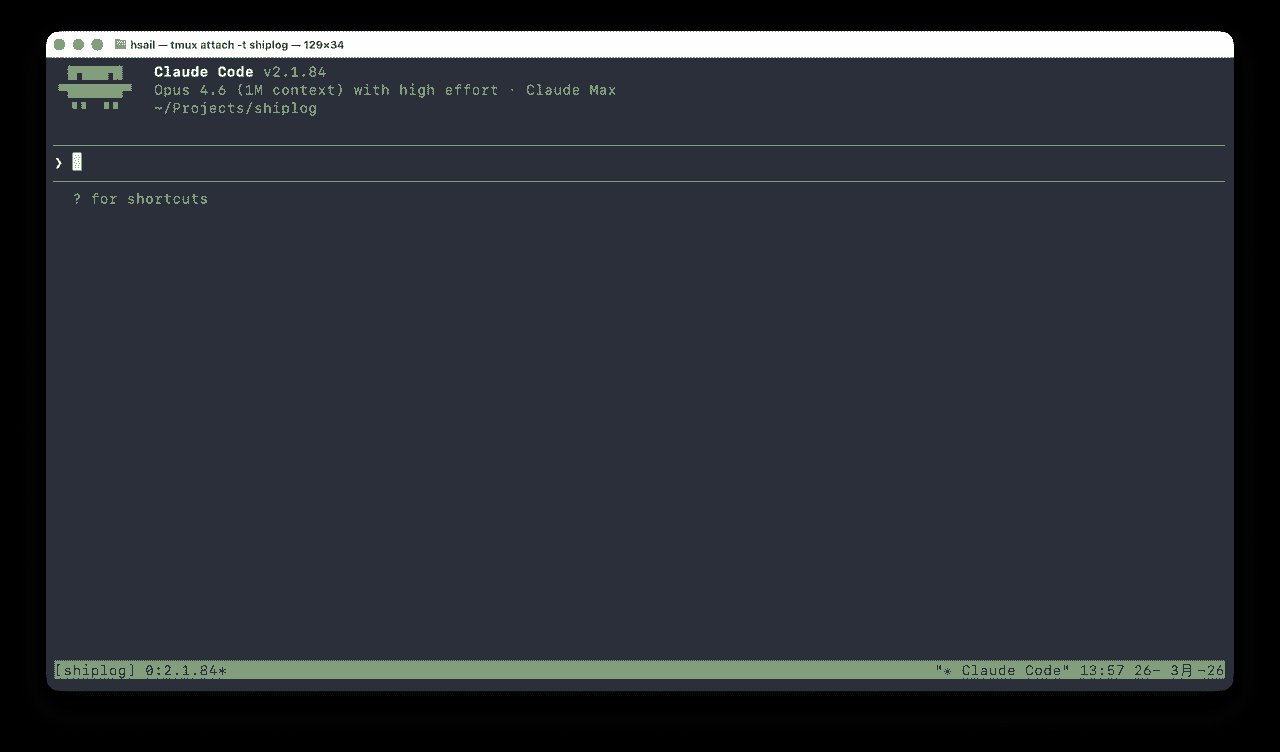 hsail — tmux attach -t shiplog — 129×34
Claude Code v2.1.84
Opus 4.6 (1M context) with high effort · Claude Max
~/Projects/shiplog
❯
? for shortcuts
[shiplog] 0:2.1.84* "✳ Claude Code" 13:57 26- 3月-26